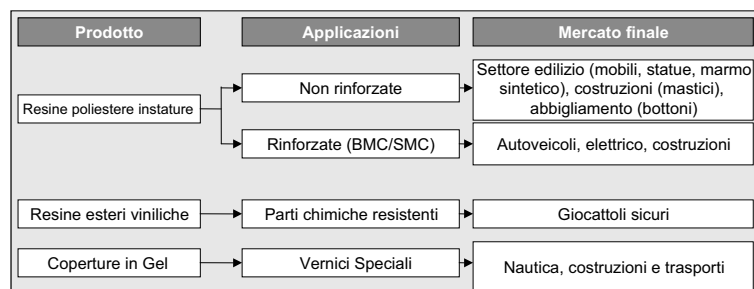 Prodotto
Applicazioni
Mercato finale
Resine poliestere instature
Non rinforzate
Settore edilizio (mobili, statue, marmo
sintetico), costruzioni (mastici),
abbigliamento (bottoni)
Rinforzate (BMC/SMC)
Autoveicoli, elettrico, costruzioni
Resine esteri viniliche
Parti chimiche resistenti
Giocattoli sicuri
Coperture in Gel
Vernici Speciali
Nautica, costruzioni e trasporti